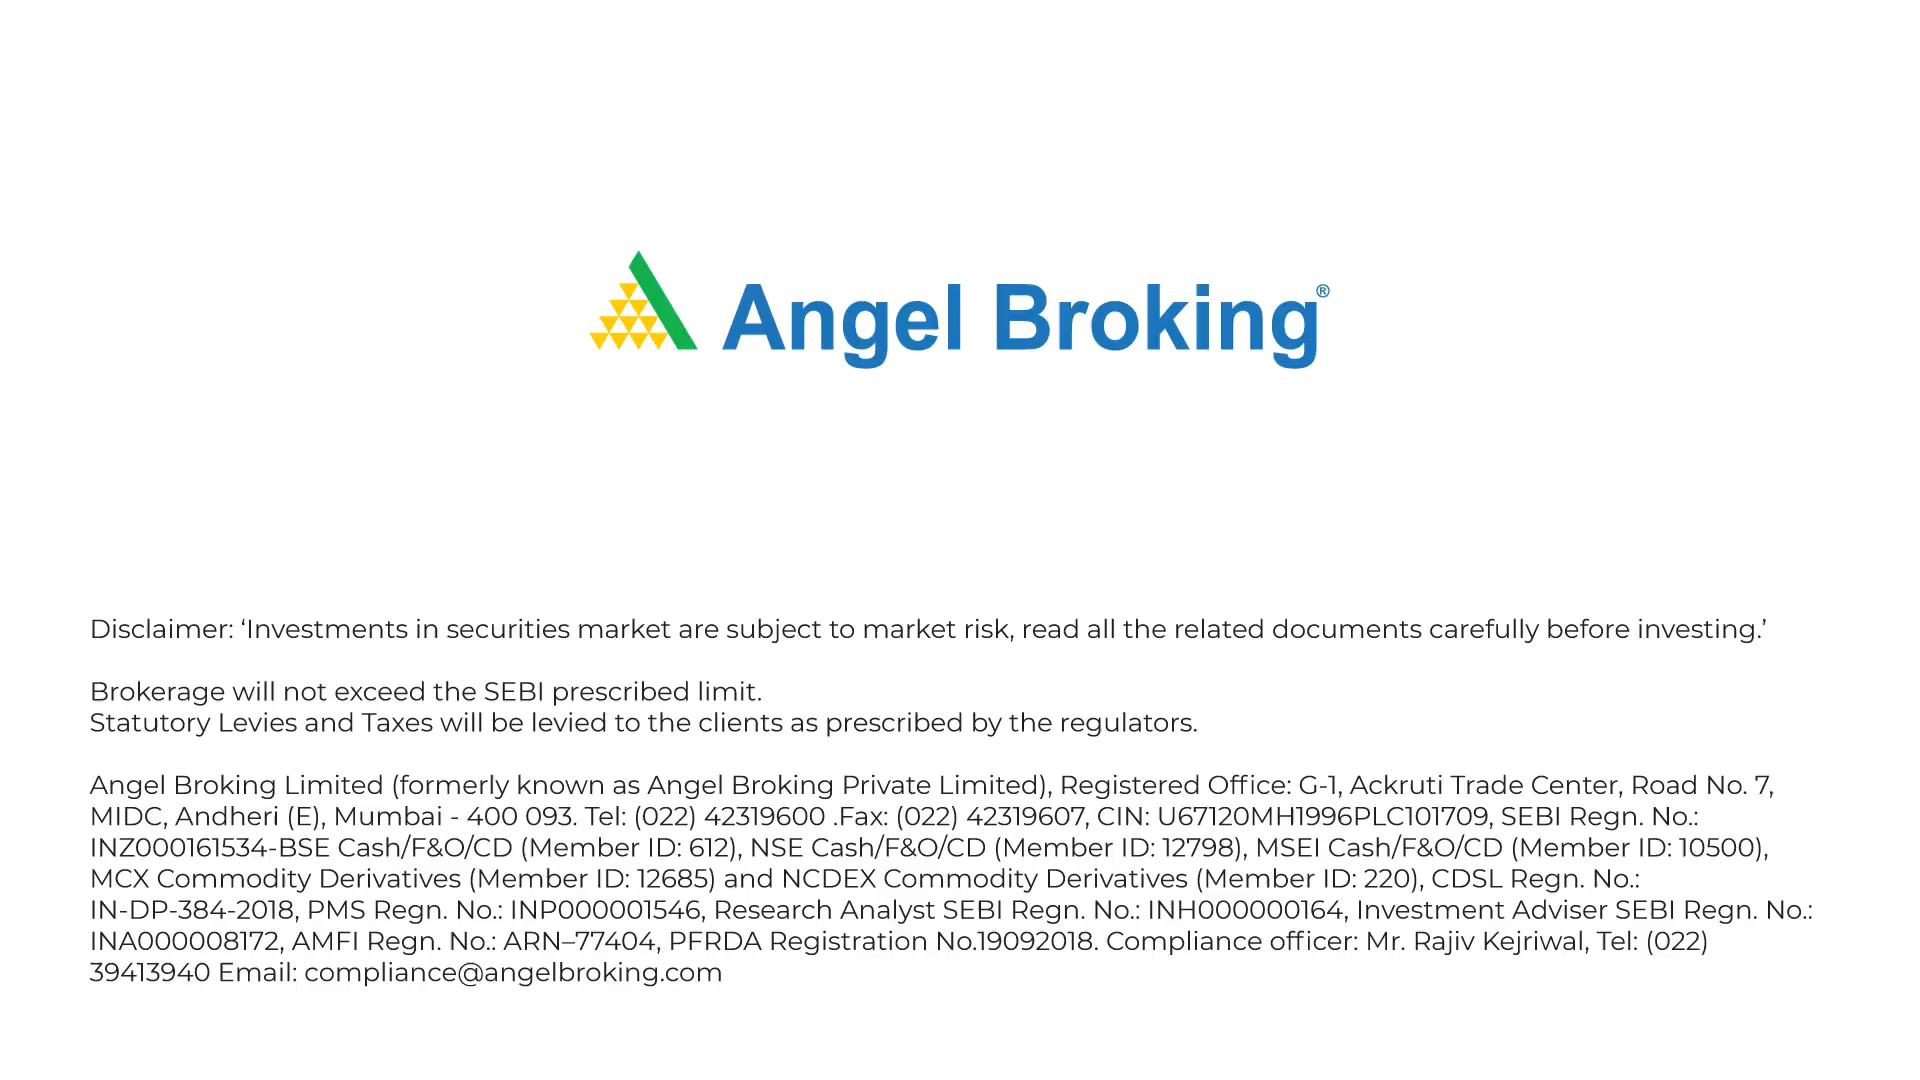 Angel Broking®
Disclaimer: ‘Investments in securities market are subject to market risk, read all the related documents carefully before investing.’
Brokerage will not exceed the SEBI prescribed limit.
Statutory Levies and Taxes will be levied to the clients as prescribed by the regulators.
Angel Broking Limited (formerly known as Angel Broking Private Limited), Registered Office: G-1, Ackruti Trade Center, Road No. 7,
MIDC, Andheri (E), Mumbai - 400 093. Tel: (022) 42319600 .Fax: (022) 42319607, CIN: U67120MH1996PLC101709, SEBI Regn. No.:
INZ000161534-BSE Cash/F&O/CD (Member ID: 612), NSE Cash/F&O/CD (Member ID: 12798), MSEI Cash/F&O/CD (Member ID: 10500),
MCX Commodity Derivatives (Member ID: 12685) and NCDEX Commodity Derivatives (Member ID: 220), CDSL Regn. No.:
IN-DP-384-2018, PMS Regn. No.: INP000001546, Research Analyst SEBI Regn. No.: INH000000164, Investment Adviser SEBI Regn. No.:
INA000008172, AMFI Regn. No.: ARN–77404, PFRDA Registration No.19092018. Compliance officer: Mr. Rajiv Kejriwal, Tel: (022)
39413940 Email: compliance@angelbroking.com